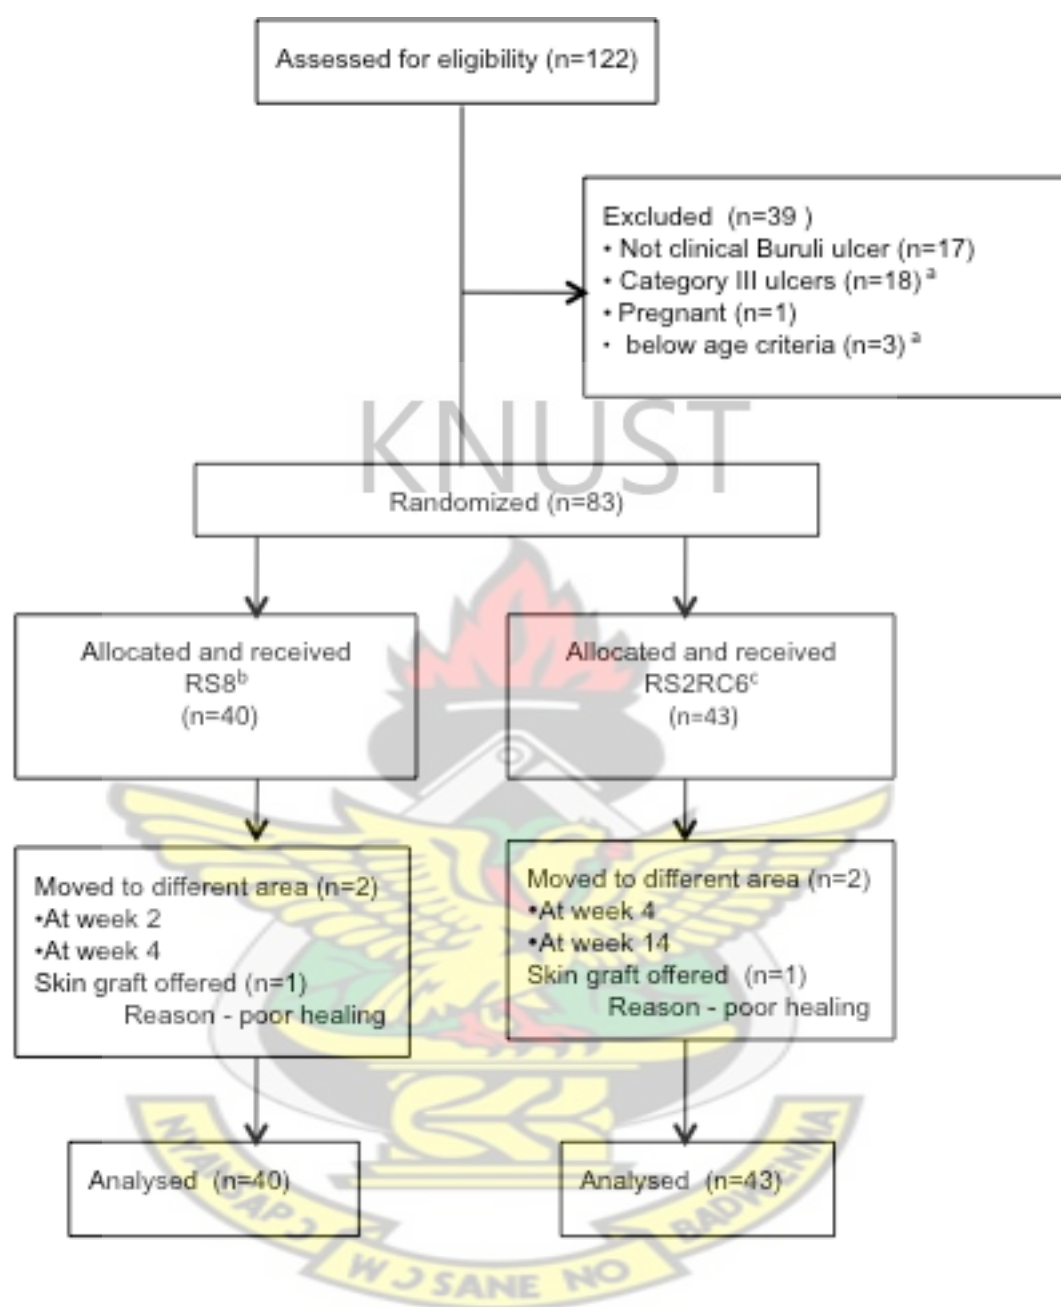 Assessed for eligibility (n=122)
Excluded (n=39 )
• Not clinical Buruli ulcer (n=17)
• Category III ulcers (n=18) a
• Pregnant (n=1)
• below age criteria (n=3) a
KNUST
Randomized (n=83)
Allocated and received
RS8b
(n=40)
Allocated and received
RS2RC6c
(n=43)
Moved to different area (n=2)
•At week 2
•At week 4
Skin graft offered (n=1)
Reason - poor healing
Moved to different area (n=2)
•At week 4
•At week 14
Skin graft offered (n=1)
Reason - poor healing
Analysed (n=40)
Analysed (n=43)
W Ɔ SANE NO